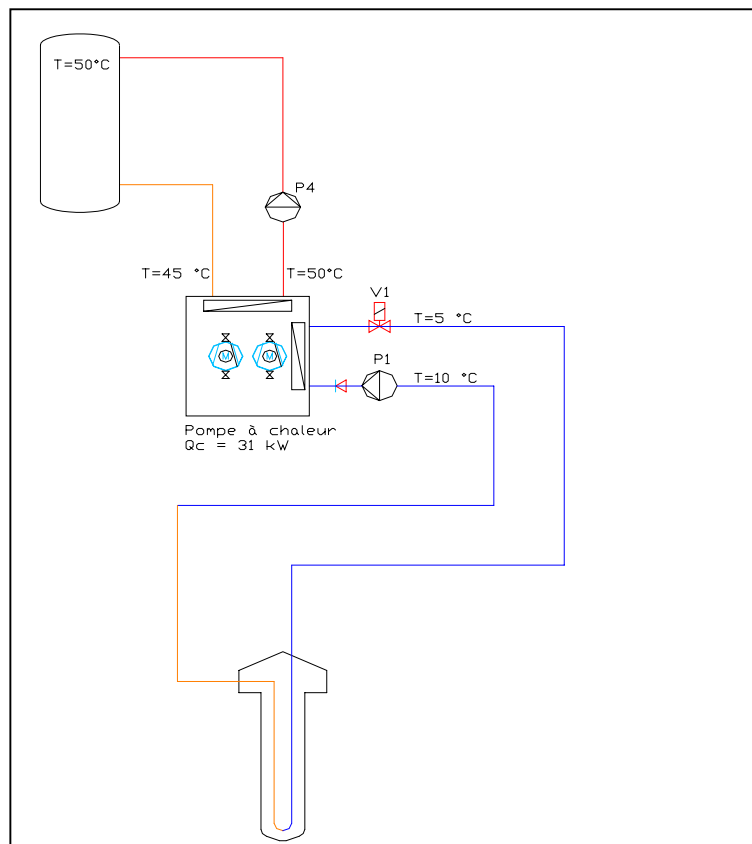 T=50°C
P4
T=45 °C
T=50°C
V1
T=5 °C
P1
T=10 °C
M
M
Pompe à chaleur
Qc = 31 kW